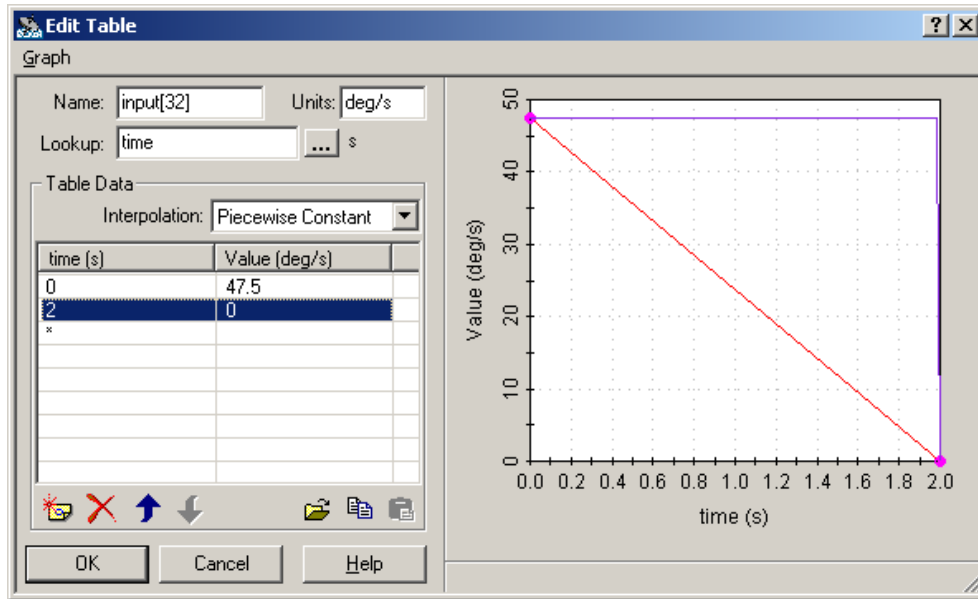 Edit Table
Graph
Name: input[32] Units: deg/s
Lookup: time ... s
Table Data
Interpolation: Piecewise Constant
time (s) Value (deg/s)
0 47.5
2 0
*
OK Cancel Help
50
40
30
20
10
0
Value (deg/s)
0.0 0.2 0.4 0.6 0.8 1.0 1.2 1.4 1.6 1.8 2.0
time (s)